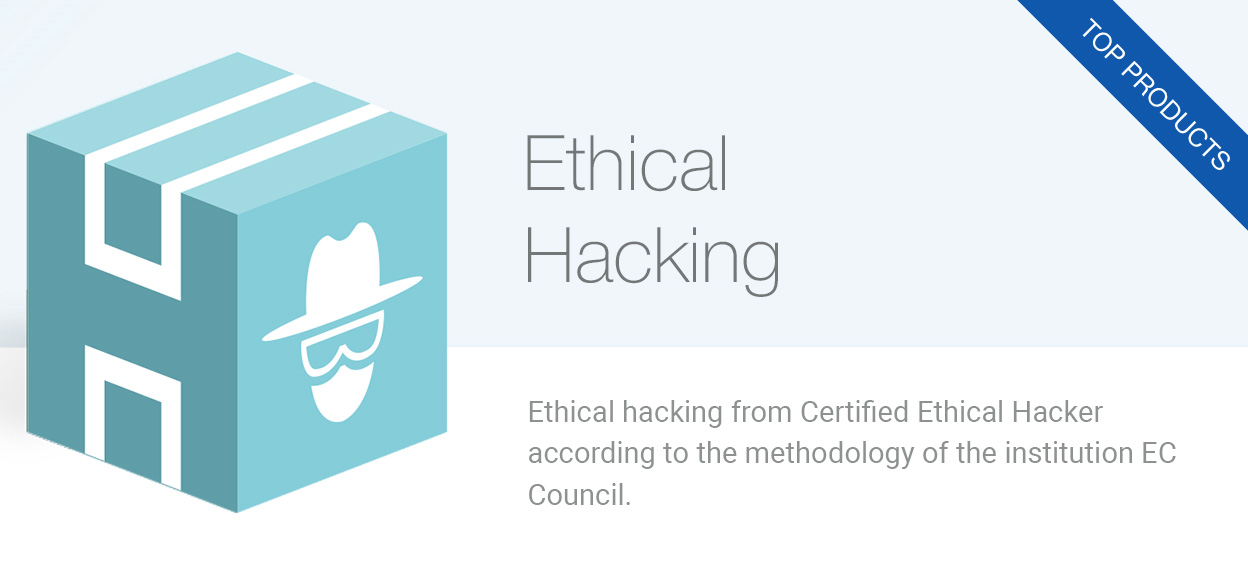 TOP PRODUCTS
Ethical
Hacking
Ethical hacking from Certified Ethical Hacker
according to the methodology of the institution EC
Council.